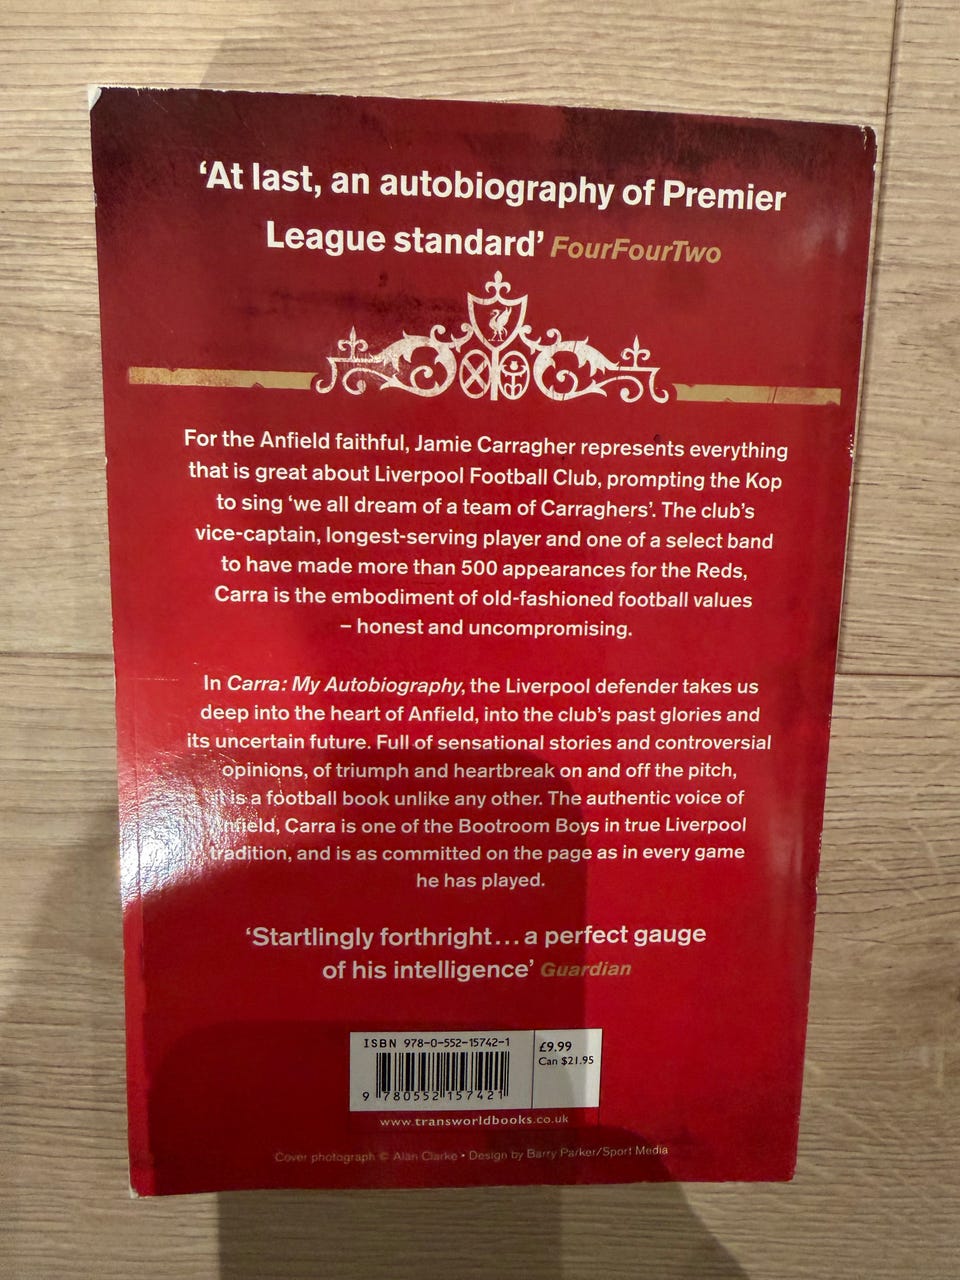 ‘At last, an autobiography of Premier
League standard’ FourFourTwo
For the Anfield faithful, Jamie Carragher represents everything
that is great about Liverpool Football Club, prompting the Kop
to sing ‘we all dream of a team of Carraghers’. The club’s
vice-captain, longest-serving player and one of a select band
to have made more than 500 appearances for the Reds,
Carra is the embodiment of old-fashioned football values
– honest and uncompromising.
In Carra: My Autobiography, the Liverpool defender takes us
deep into the heart of Anfield, into the club’s past glories and
its uncertain future. Full of sensational stories and controversial
opinions, of triumph and heartbreak on and off the pitch,
it is a football book unlike any other. The authentic voice of
Anfield, Carra is one of the Bootroom Boys in true Liverpool
tradition, and is as committed on the page as in every game
he has played.
‘Startlingly forthright...a perfect gauge
of his intelligence’ Guardian
ISBN 978-0-552-15742-1
£9.99
Can $21.95
9 780552 157421
www.transworldbooks.co.uk
Cover photograph © Alan Clarke • Design by Barry Parker/Sport Media